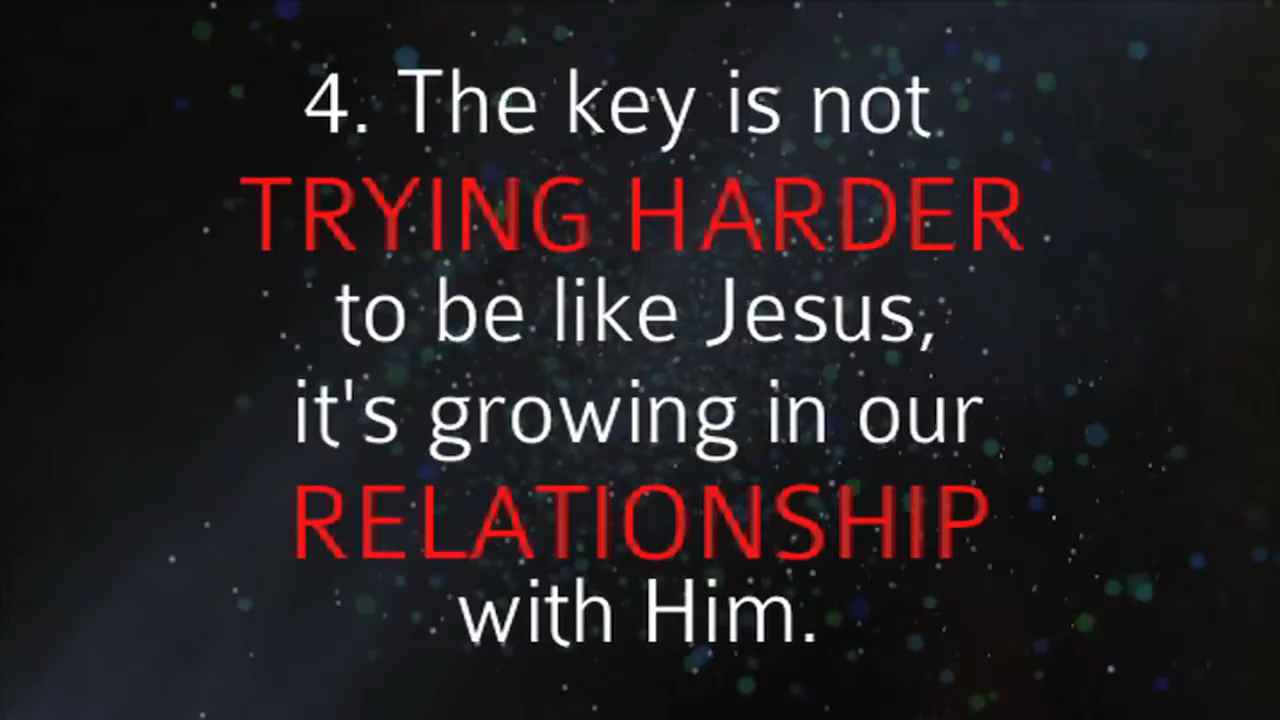 4. The key is not
TRYING HARDER
to be like Jesus,
it's growing in our
RELATIONSHIP
with Him.